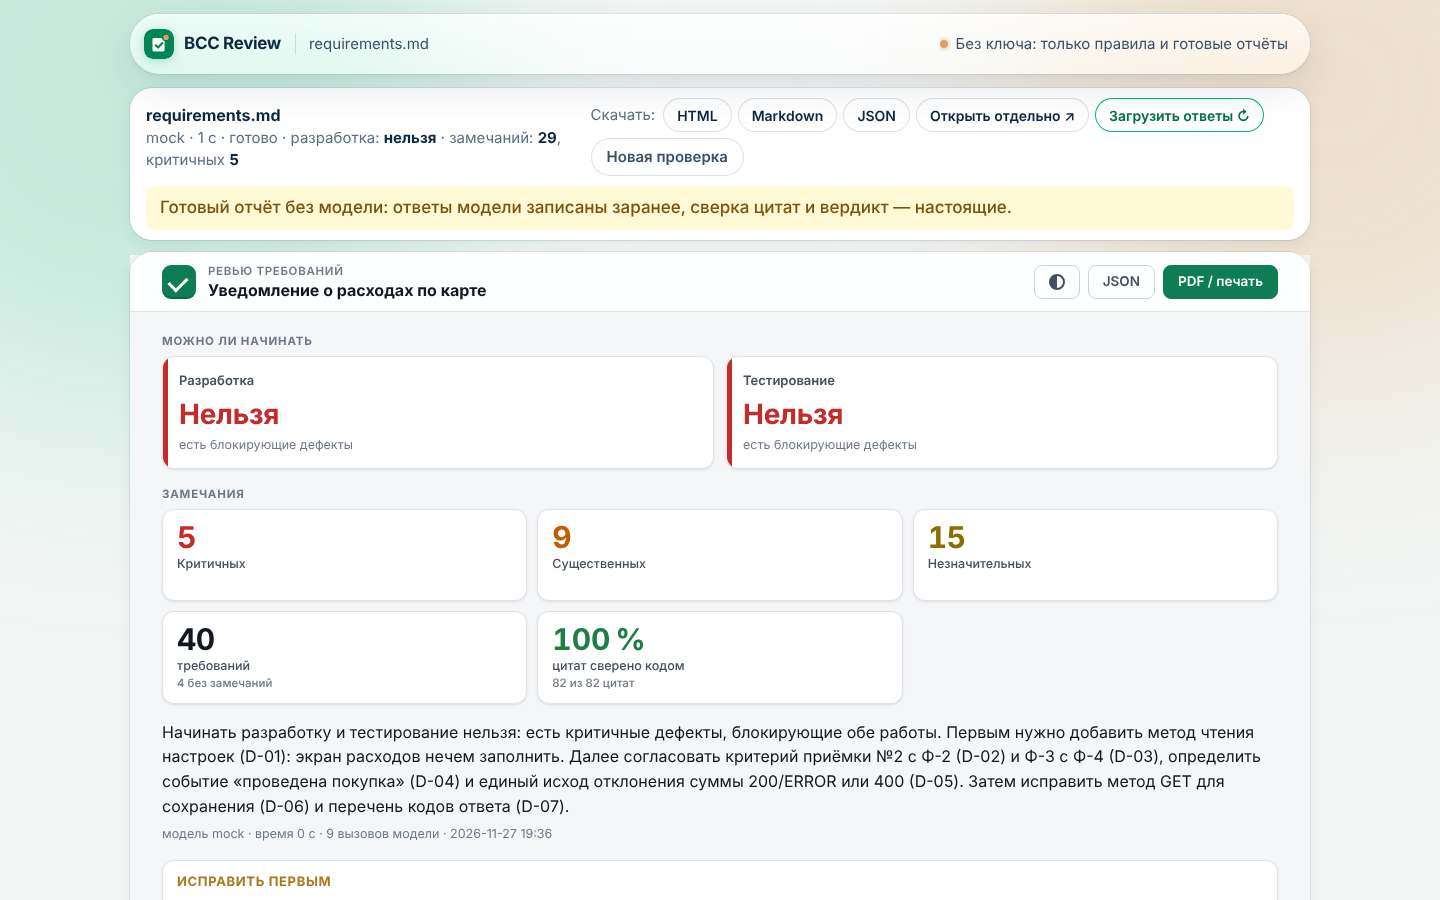 BCC Review
requirements.md
Без ключа: только правила и готовые отчёты
requirements.md
mock · 1 с · готово · разработка: нельзя · замечаний: 29,
критичных 5
Скачать:
HTML
Markdown
JSON
Открыть отдельно ↗
Загрузить ответы ↻
Новая проверка
Готовый отчёт без модели: ответы модели записаны заранее, сверка цитат и вердикт — настоящие.
РЕВЬЮ ТРЕБОВАНИЙ
Уведомление о расходах по карте
JSON
PDF / печать
МОЖНО ЛИ НАЧИНАТЬ
Разработка
Нельзя
есть блокирующие дефекты
Тестирование
Нельзя
есть блокирующие дефекты
ЗАМЕЧАНИЯ
5
Критичных
9
Существенных
15
Незначительных
40
требований
4 без замечаний
100 %
цитат сверено кодом
82 из 82 цитат
Начинать разработку и тестирование нельзя: есть критичные дефекты, блокирующие обе работы. Первым нужно добавить метод чтения
настроек (D-01): экран расходов нечем заполнить. Далее согласовать критерий приёмки №2 с Ф-2 (D-02) и Ф-3 с Ф-4 (D-03), определить
событие «проведена покупка» (D-04) и единый исход отклонения суммы 200/ERROR или 400 (D-05). Затем исправить метод GET для
сохранения (D-06) и перечень кодов ответа (D-07).
модель mock · время 0 с · 9 вызовов модели · 2026-11-27 19:36
ИСПРАВИТЬ ПЕРВЫМ